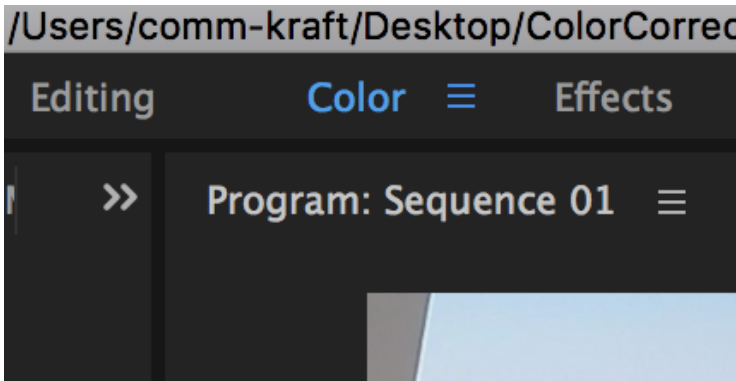 /Users/comm-kraft/Desktop/ColorCorrec
Editing Color Effects
Program: Sequence 01